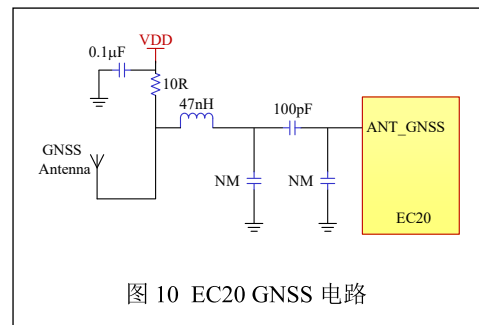 VDD
0.1μF
10R
47nH
100pF
ANT_GNSS
GNSS
Antenna
NM
NM
EC20
图 10 EC20 GNSS 电路